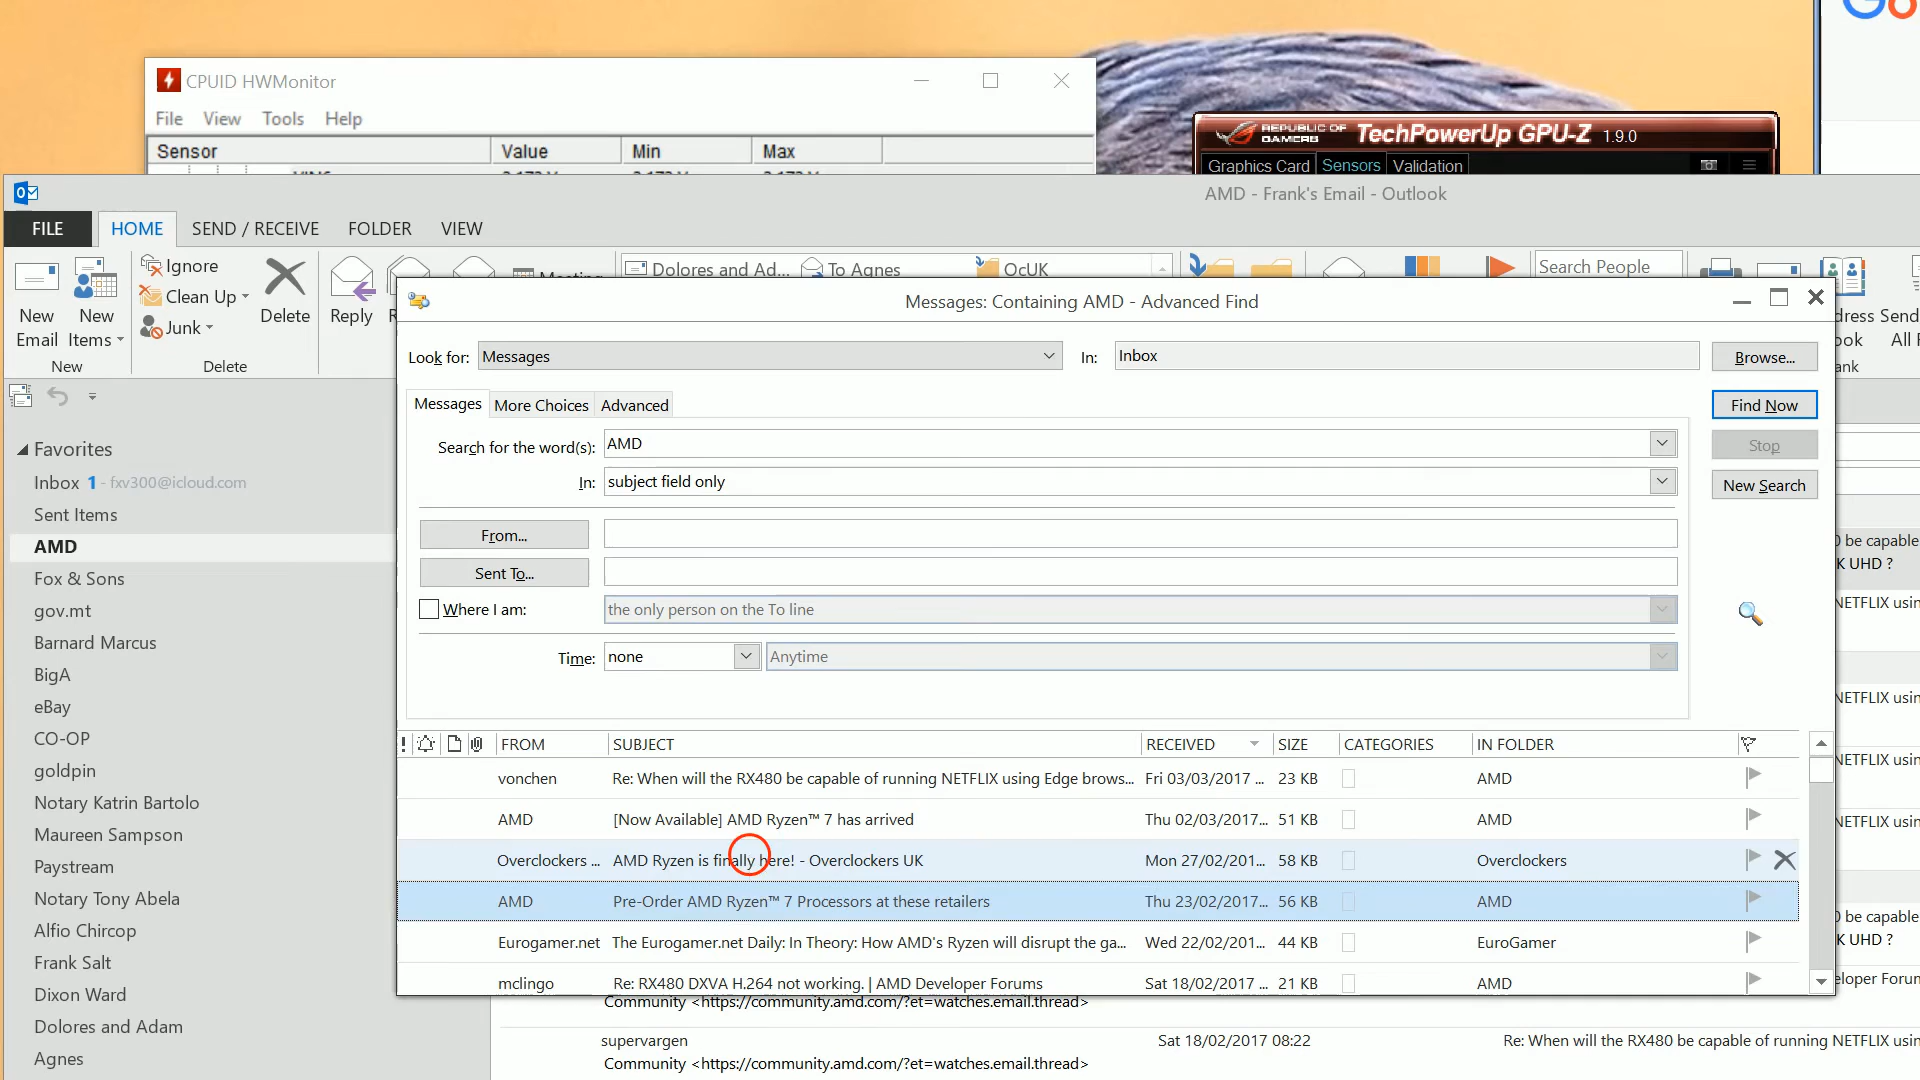 CPUID HWMonitor
File View Tools Help
Sensor Value Min Max
REPUBLIC OF GAMERS TechPowerUp GPU-Z 1.9.0
Graphics Card Sensors Validation
AMD - Frank's Email - Outlook
FILE HOME SEND / RECEIVE FOLDER VIEW
New Email
New Items
New
Ignore
Clean Up
Junk
Delete
Delete
Reply
Dolores and Ad... To Agnes OcUK
Search People
Messages: Containing AMD - Advanced Find
Look for: Messages In: Inbox Browse...
Messages More Choices Advanced Find Now
Search for the word(s): AMD Stop
In: subject field only New Search
From...
Sent To...
Where I am: the only person on the To line
Time: none Anytime
! FROM SUBJECT RECEIVED SIZE CATEGORIES IN FOLDER
vonchen Re: When will the RX480 be capable of running NETFLIX using Edge brows... Fri 03/03/2017 ... 23 KB AMD
AMD [Now Available] AMD Ryzen™ 7 has arrived Thu 02/03/2017... 51 KB AMD
Overclockers ... AMD Ryzen is finally here! - Overclockers UK Mon 27/02/201... 58 KB Overclockers
AMD Pre-Order AMD Ryzen™ 7 Processors at these retailers Thu 23/02/2017... 56 KB AMD
Eurogamer.net The Eurogamer.net Daily: In Theory: How AMD's Ryzen will disrupt the ga... Wed 22/02/201... 44 KB EuroGamer
mclingo Re: RX480 DXVA H.264 not working. | AMD Developer Forums Sat 18/02/2017 ... 21 KB AMD
Community <https://community.amd.com/?et=watches.email.thread>
supervargen Sat 18/02/2017 08:22 Re: When will the RX480 be capable of running NETFLIX usin
Community <https://community.amd.com/?et=watches.email.thread>
Favorites
Inbox 1 - fxv300@icloud.com
Sent Items
AMD
Fox & Sons
gov.mt
Barnard Marcus
BigA
eBay
CO-OP
goldpin
Notary Katrin Bartolo
Maureen Sampson
Paystream
Notary Tony Abela
Alfio Chircop
Frank Salt
Dixon Ward
Dolores and Adam
Agnes
be capable
K UHD ?
NETFLIX usin
NETFLIX usin
NETFLIX usin
NETFLIX usin
be capable
K UHD ?
eloper Forum